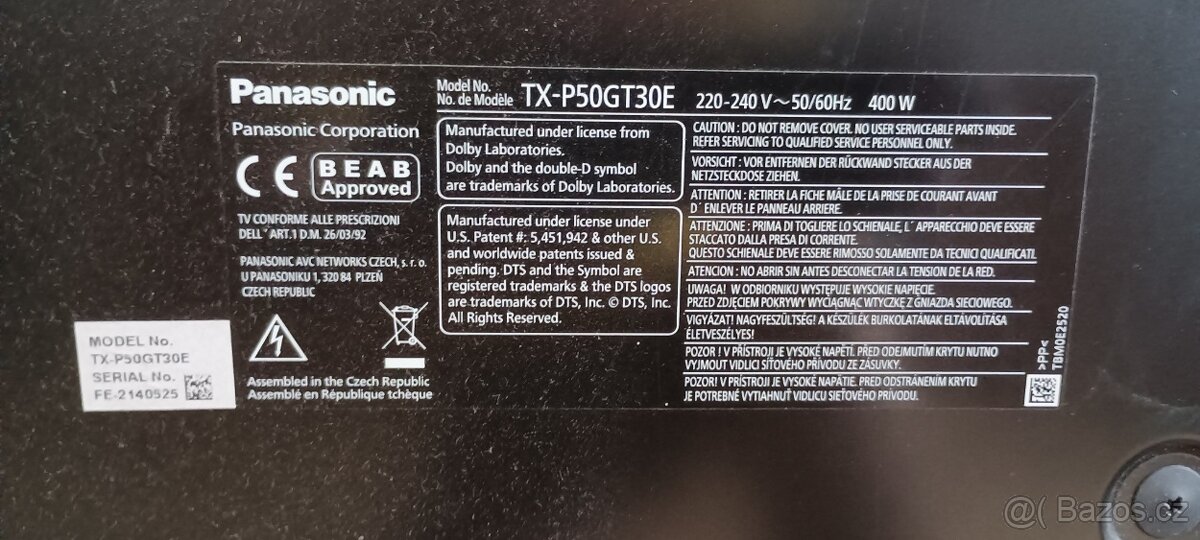 Panasonic
Model No.
No. de Modèle
TX-P50GT30E
220-240 V~50/60Hz 400 W
Panasonic Corporation
CE
BEAB
Approved
TV CONFORME ALLE PRESCRIZIONI
DELL'ART.1 D.M. 26/03/92
PANASONIC AVC NETWORKS CZECH, s. r. o.
U PANASONIKU 1, 320 84 PLZEŇ
CZECH REPUBLIC
Assembled in the Czech Republic
Assemblé en République tchèque
Manufactured under license from
Dolby Laboratories.
Dolby and the double-D symbol
are trademarks of Dolby Laboratories.
Manufactured under license under
U.S. Patent #: 5,451,942 & other U.S.
and worldwide patents issued &
pending. DTS and the Symbol are
registered trademarks & the DTS logos
are trademarks of DTS, Inc. © DTS, Inc.
All Rights Reserved.
CAUTION : DO NOT REMOVE COVER. NO USER SERVICEABLE PARTS INSIDE.
REFER SERVICING TO QUALIFIED SERVICE PERSONNEL ONLY.
VORSICHT : VOR ENTFERNEN DER RÜCKWAND STECKER AUS DER
NETZSTECKDOSE ZIEHEN.
ATTENTION : RETIRER LA FICHE MÂLE DE LA PRISE DE COURANT AVANT
D´ ENLEVER LE PANNEAU ARRIERE.
ATTENZIONE : PRIMA DI TOGLIERE LO SCHIENALE, L´ APPARECCHIO DEVE ESSERE
STACCATO DALLA PRESA DI CORRENTE.
QUESTO SCHIENALE DEVE ESSERE RIMOSSO SOLAMENTE DA TECNICI QUALIFICATI.
ATENCION : NO ABRIR SIN ANTES DESCONECTAR LA TENSION DE LA RED.
UWAGA! W ODBIORNIKU WYSTĘPUJE WYSOKIE NAPIĘCIE.
PRZED ZDJĘCIEM POKRYWY WYCIĄGNĄĆ WTYCZKĘ Z GNIAZDA SIECIOWEGO.
VIGYÁZAT! NAGYFESZÜLTSÉG! A KÉSZÜLÉK BURKOLATÁNAK ELTÁVOLÍTÁSA
ÉLETVESZÉLYES!
POZOR ! V PŘÍSTROJI JE VYSOKÉ NAPĚTÍ. PŘED ODEJMUTÍM KRYTU NUTNO
VYJMOUT VIDLICI SÍŤOVÉHO PŘÍVODU ZE ZÁSUVKY.
POZOR! V PRÍSTROJI JE VYSOKÉ NAPÄTIE. PRED ODSTRÁNENÍM KRYTU
JE POTREBNÉ VYTIAHNUŤ VIDLICU SIEŤOVÉHO PRÍVODU.
>PP<
TBM0E2520
MODEL No.
TX-P50GT30E
SERIAL No.
FE-2140525
@( Bazos.cz